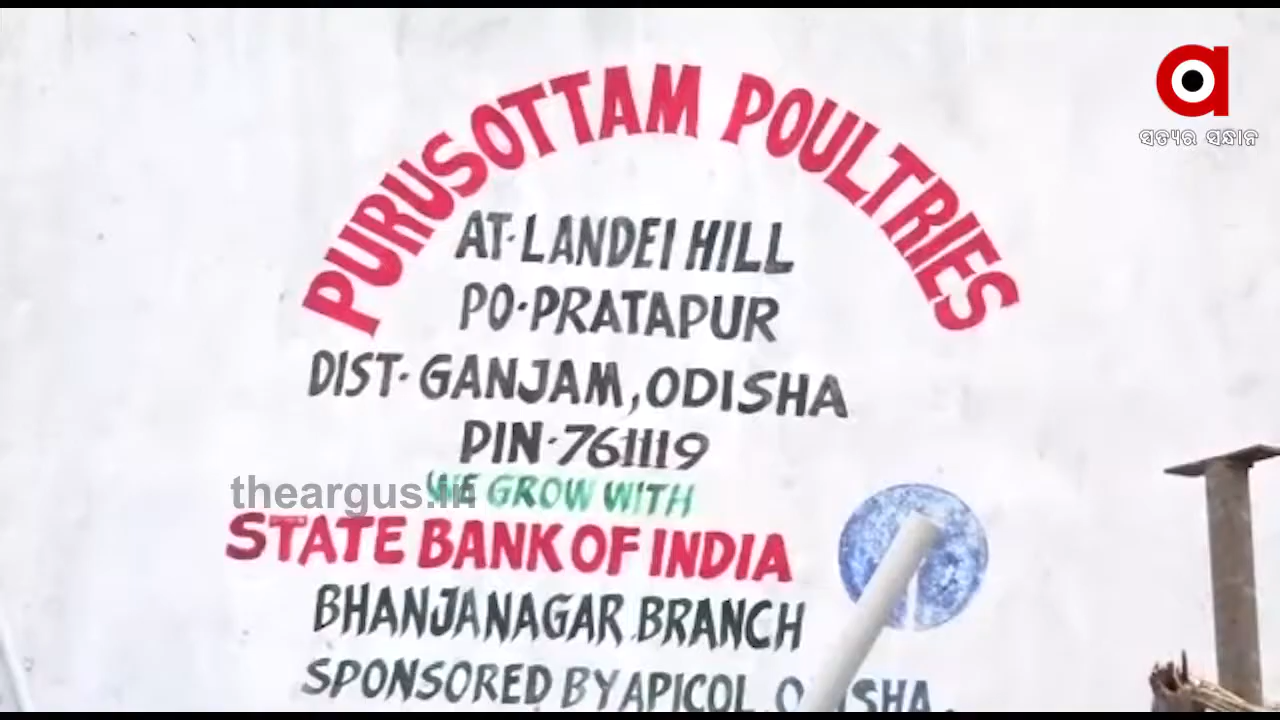 PURUSOTTAM POULTRIES
AT-LANDEI HILL
PO-PRATAPUR
DIST-GANJAM, ODISHA
PIN-761119
WE GROW WITH
STATE BANK OF INDIA
BHANJANAGAR BRANCH
SPONSORED BY APICOL,
theargus.in
ସତ୍ୟର ସନ୍ଧାନ